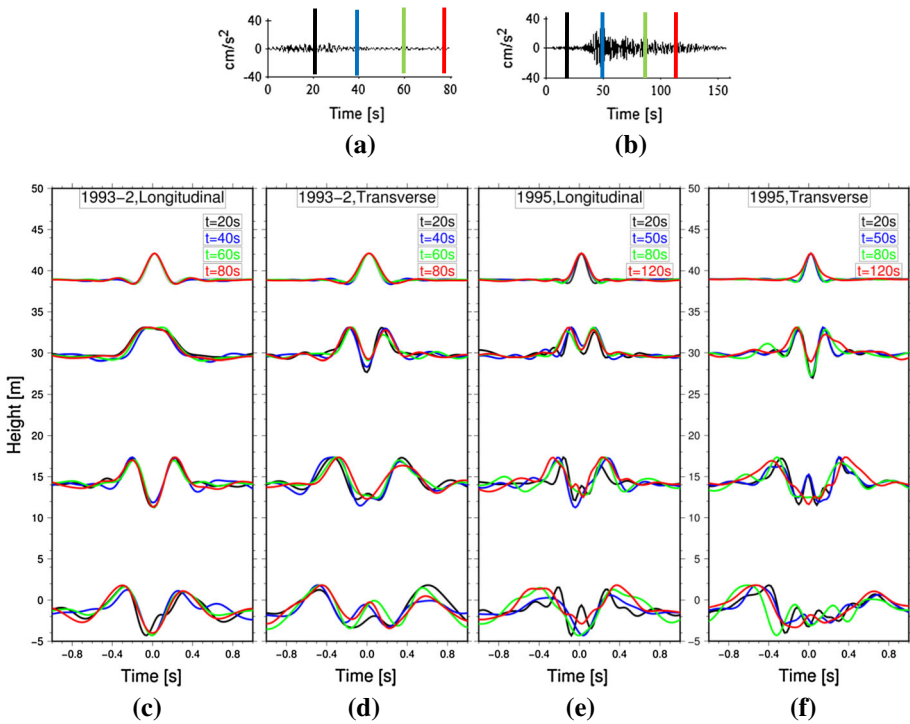 40
0
-40
cm/s2
0 20 40 60 80
Time [s]
(a)
40
0
-40
cm/s2
0 50 100 150
Time [s]
(b)
Height [m]
50
45
40
35
30
25
20
15
10
5
0
−5
1993−2,Longitudinal
t=20s
t=40s
t=60s
t=80s
−0.8 −0.4 0.0 0.4 0.8
Time [s]
(c)
1993−2,Transverse
t=20s
t=40s
t=60s
t=80s
−0.8 −0.4 0.0 0.4 0.8
Time [s]
(d)
1995,Longitudinal
t=20s
t=50s
t=80s
t=120s
−0.8 −0.4 0.0 0.4 0.8
Time [s]
(e)
1995,Transverse
t=20s
t=50s
t=80s
t=120s
−0.8 −0.4 0.0 0.4 0.8
Time [s]
(f)